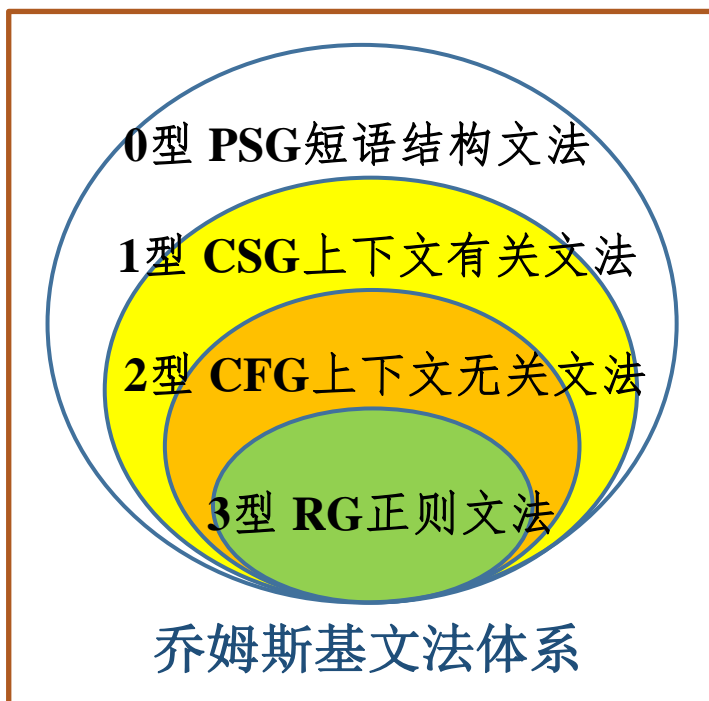 0型 PSG短语结构文法
1型 CSG上下文有关文法
2型 CFG上下文无关文法
3型 RG正则文法
乔姆斯基文法体系